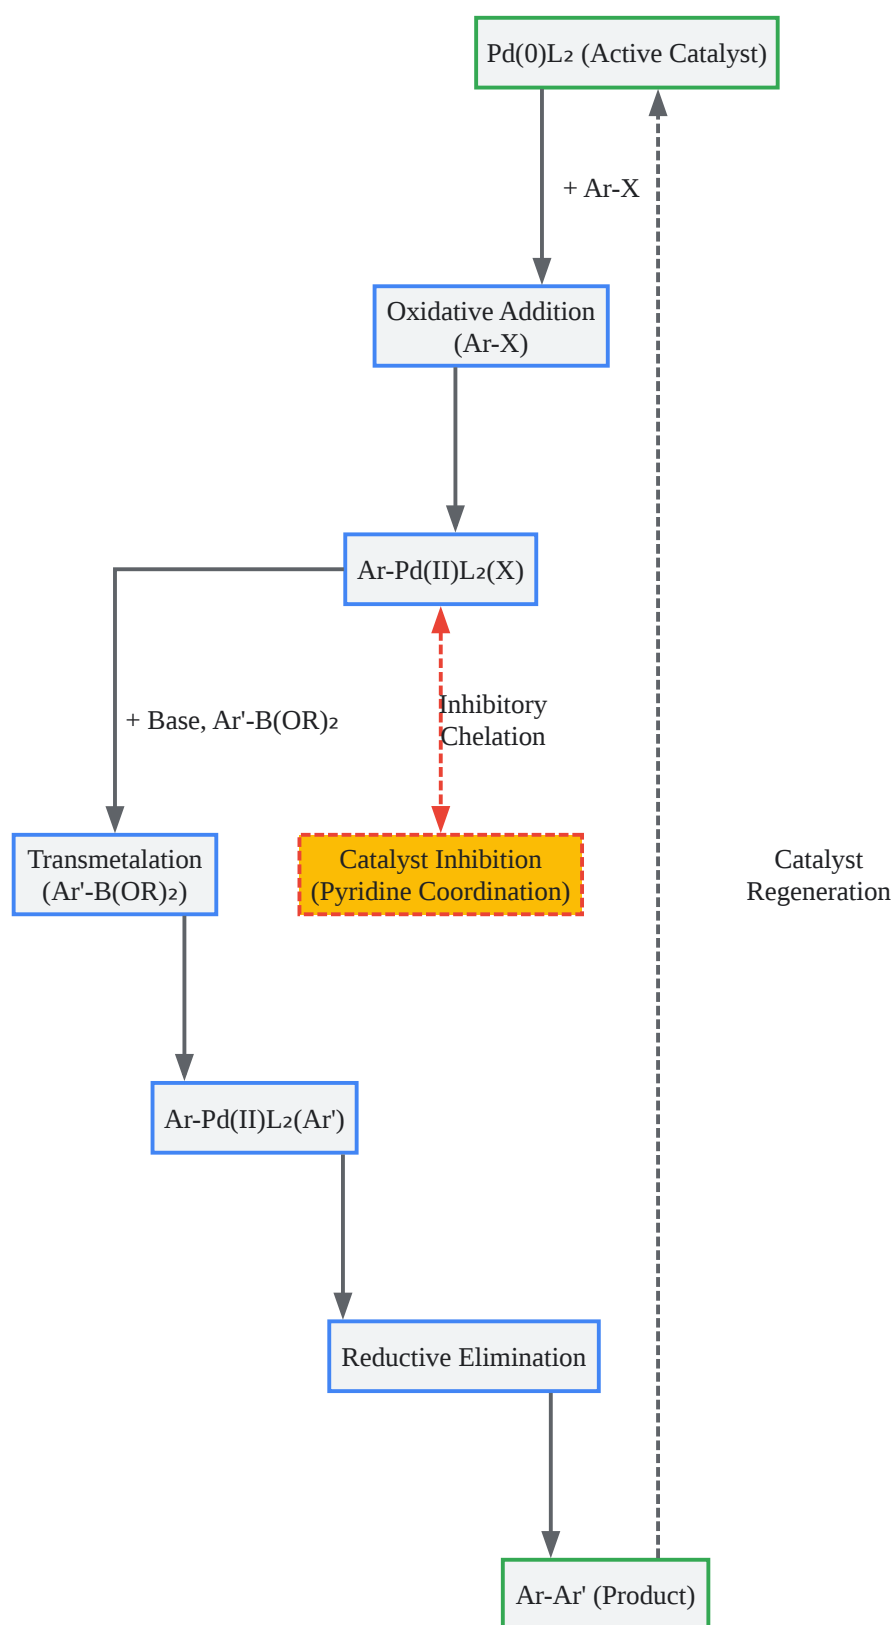 Pd(0)L₂ (Active Catalyst)
+ Ar-X
Oxidative Addition
(Ar-X)
Ar-Pd(II)L₂(X)
+ Base, Ar'-B(OR)₂
Inhibitory
Chelation
Transmetalation
(Ar'-B(OR)₂)
Catalyst Inhibition
(Pyridine Coordination)
Catalyst
Regeneration
Ar-Pd(II)L₂(Ar')
Reductive Elimination
Ar-Ar' (Product)